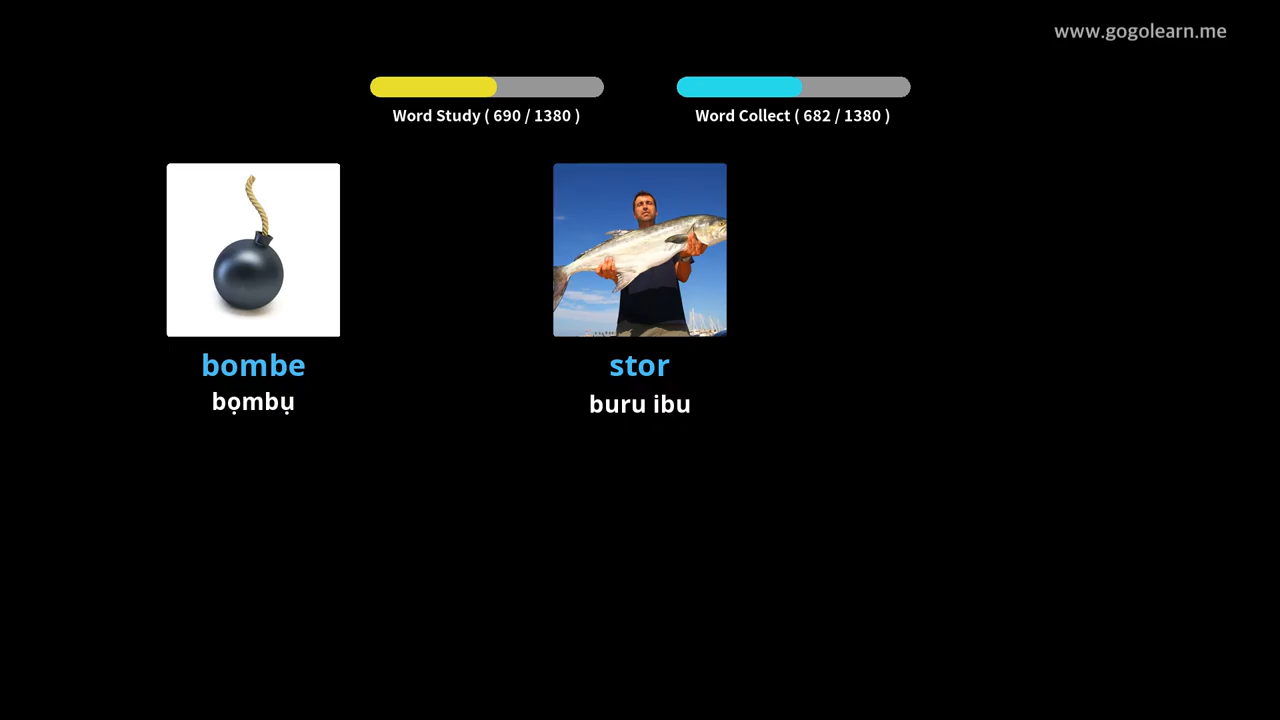 www.gogolearn.me
Word Study ( 690 / 1380 )
Word Collect ( 682 / 1380 )
bombe
bọmbụ
stor
buru ibu